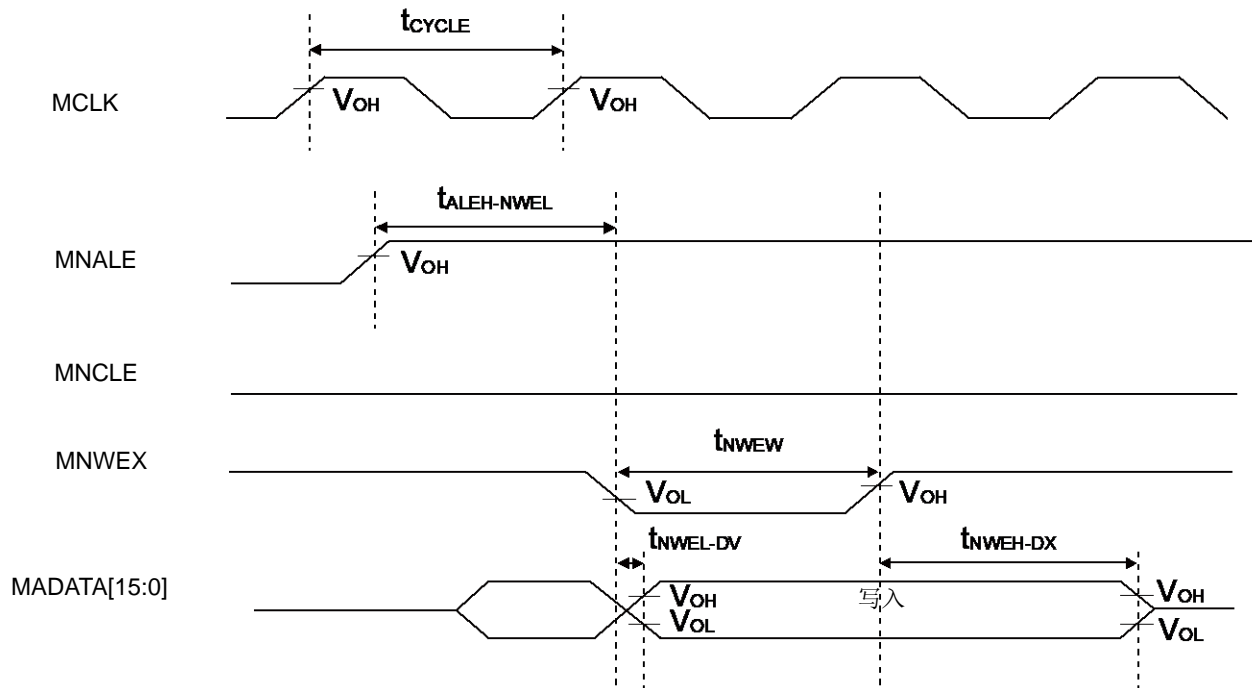 tCYCLE
MCLK
VOH
VOH
tALEH-NWEL
MNALE
VOH
MNCLE
tNWEW
MNWEX
VOL
VOH
tNWEL-DV
tNWEH-DX
MADATA[15:0]
VOH
写入
VOH
VOL
VOL